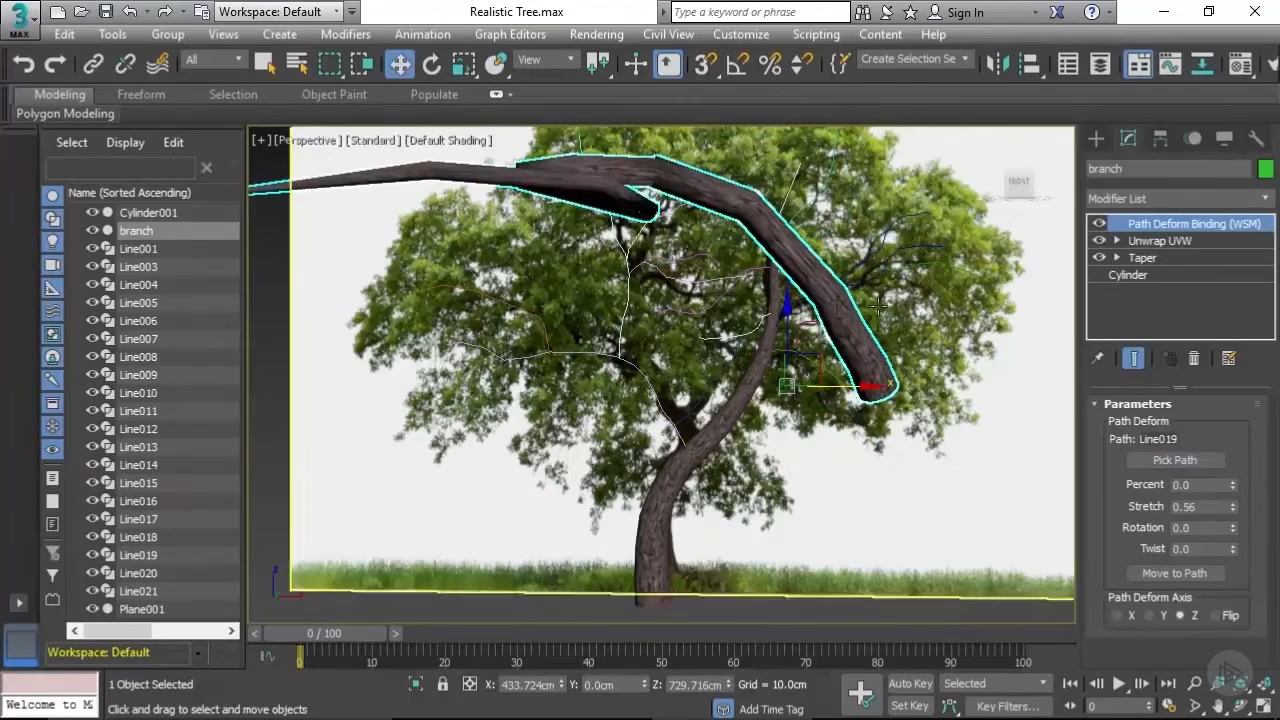 3 Workspace: Default Realistic Tree.max Type a keyword or phrase Sign In
MAX
Edit Tools Group Views Create Modifiers Animation Graph Editors Rendering Civil View Customize Scripting Content Help
All View Create Selection Se
Modeling Freeform Selection Object Paint Populate
Polygon Modeling
Select Display Edit
Name (Sorted Ascending)
Cylinder001
branch
Line001
Line003
Line004
Line005
Line006
Line007
Line008
Line009
Line010
Line011
Line012
Line013
Line014
Line015
Line016
Line017
Line018
Line019
Line020
Line021
Plane001
Workspace: Default
[+] [Perspective] [Standard] [Default Shading]
FRONT
x
z
branch
Modifier List
Path Deform Binding (WSM)
Unwrap UVW
Taper
Cylinder
Parameters
Path Deform
Path: Line019
Pick Path
Percent 0.0
Stretch 0.56
Rotation 0.0
Twist 0.0
Move to Path
Path Deform Axis
X Y Z Flip
0 / 100
0 10 20 30 40 50 60 70 80 90 100
1 Object Selected X: 433.724cm Y: 0.0cm Z: 729.716cm Grid = 10.0cm Auto Key Selected
Welcome to M Click and drag to select and move objects Add Time Tag Set Key Key Filters... 0